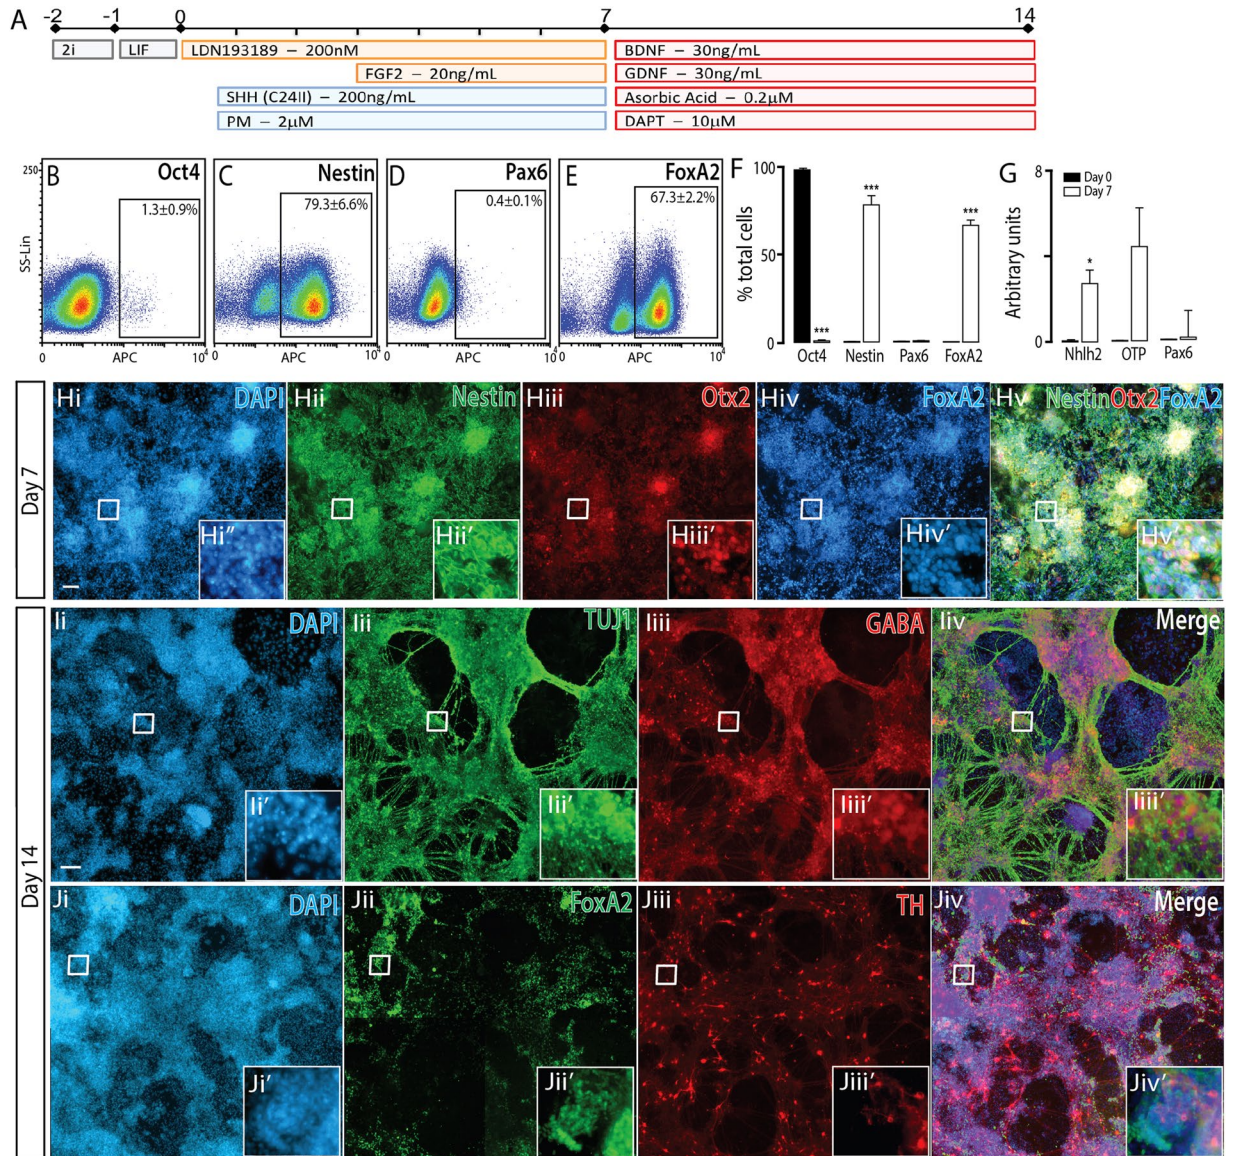 A
-2 -1 0 7 14
2i LIF LDN193189 – 200nM BDNF – 30ng/mL
FGF2 – 20ng/mL GDNF – 30ng/mL
SHH (C24II) – 200ng/mL Asorbic Acid – 0.2µM
PM – 2µM DAPT – 10µM
B Oct4
1.3±0.9%
250
SS-Lin
0 APC 10⁴
C Nestin
79.3±6.6%
0 APC 10⁴
D Pax6
0.4±0.1%
0 APC 10⁴
E FoxA2
67.3±2.2%
0 APC 10⁴
F
% total cells
100
50
0
*** *** ***
Oct4 Nestin Pax6 FoxA2
G
Day 0
Day 7
Arbitrary units
8
0
*
Nhlh2 OTP Pax6
Day 7
Hi DAPI Hii Nestin Hiii Otx2 Hiv FoxA2 Hv NestinOtx2FoxA2
Hi″ Hii′ Hiii′ Hiv′ Hv
Day 14
Ii DAPI Iii TUJ1 Iiii GABA Iiv Merge
Ii′ Iii′ Iiii′ Iiii′
Ji DAPI Jii FoxA2 Jiii TH Jiv Merge
Ji′ Jii′ Jiii′ Jiv′